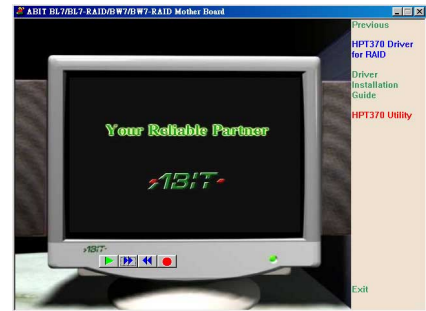 ABIT BL7/BL7-RAID/BW7/BW7-RAID Mother Board
Previous
HPT370 Driver
for RAID
Driver
Installation
Guide
HPT370 Utility
Exit
Your Reliable Partner
ABIT
ABIT